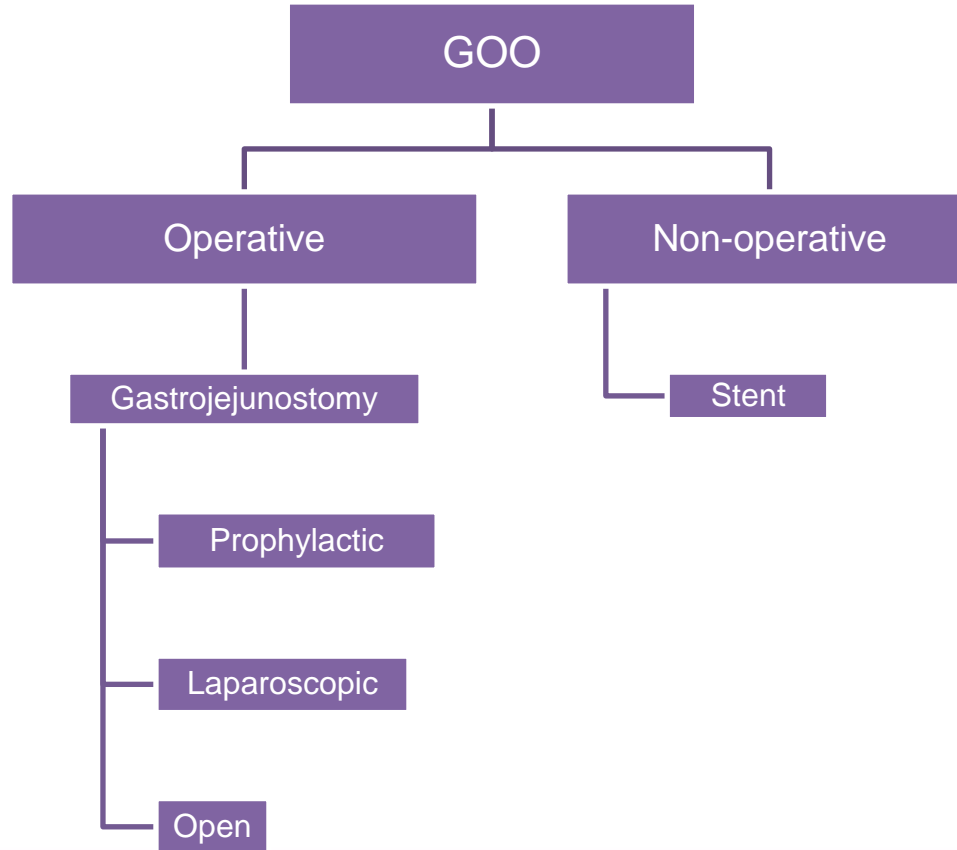 GOO
Operative
Non-operative
Gastrojejunostomy
Stent
Prophylactic
Laparoscopic
Open